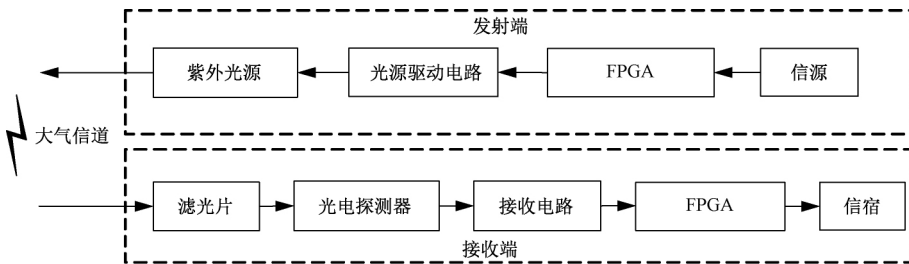 发射端
紫外光源
光源驱动电路
FPGA
信源
大气信道
滤光片
光电探测器
接收电路
FPGA
信宿
接收端